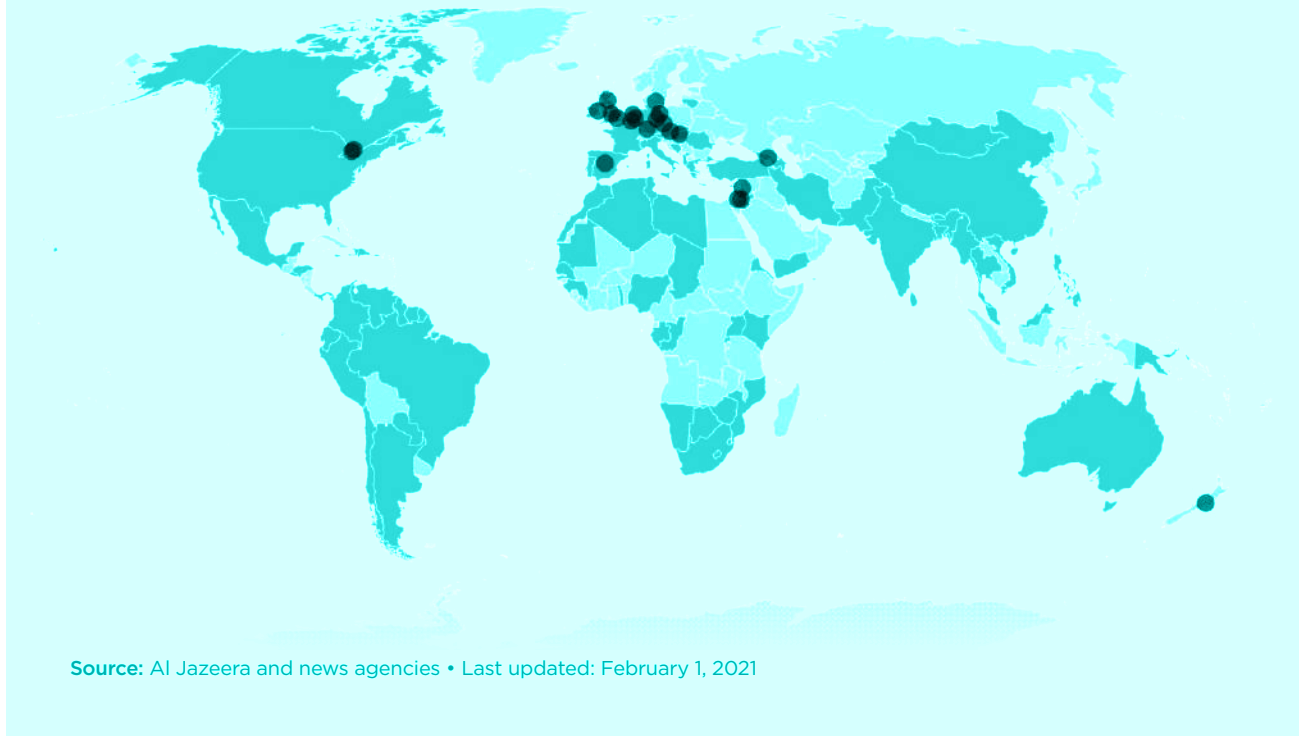 Source: Al Jazeera and news agencies • Last updated: February 1, 2021